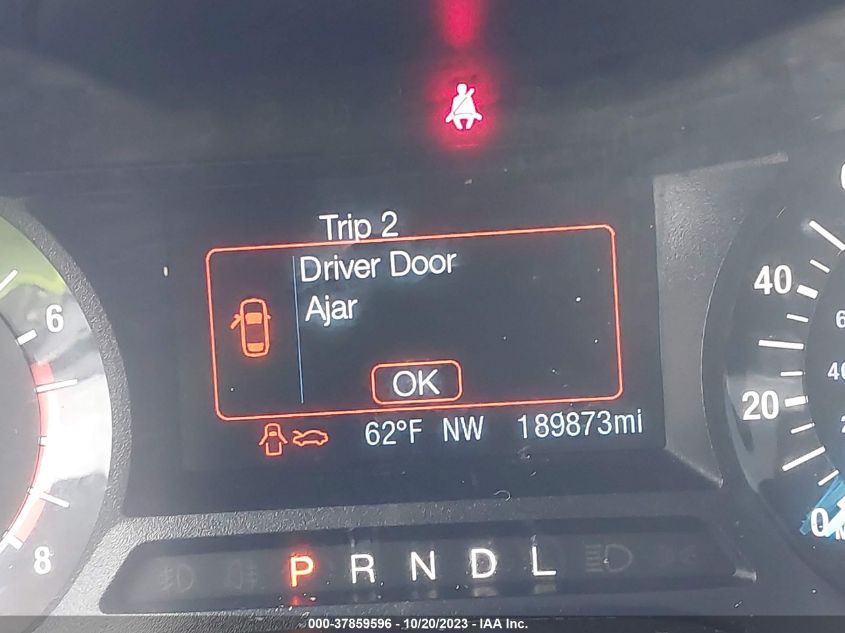 Trip 2
Driver Door
Ajar
OK
62°F NW 189873mi
6
8
40
20
0
P R N D L
000-37859596 - 10/20/2023 - IAA Inc.